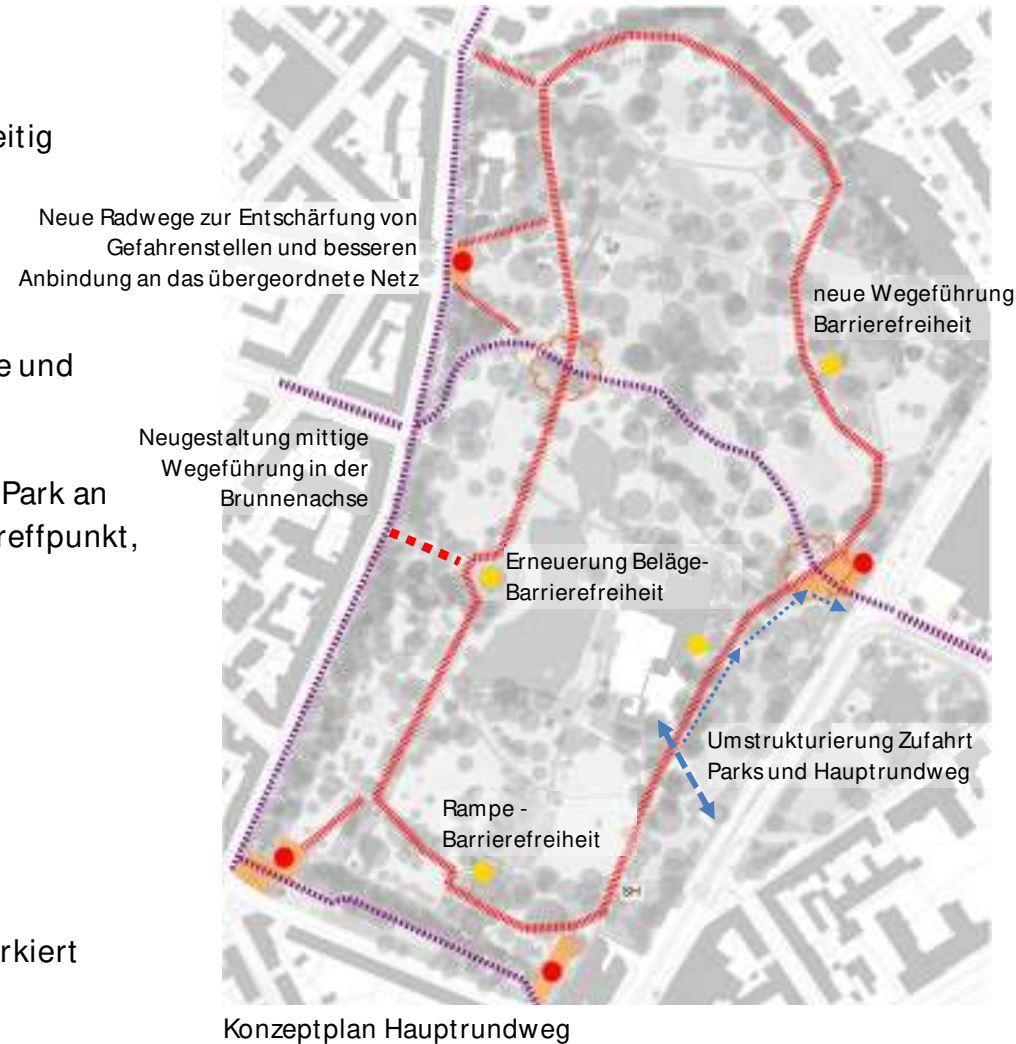 eitig
Neue Radwege zur Entschärfung von
Gefahrenstellen und besseren
Anbindung an das übergeordnete Netz
neue Wegeführung
Barrierefreiheit
e und
Neugestaltung mittige
Wegeführung in der
Brunnenachse
Park an
reffpunkt,
Erneuerung Beläge-
Barrierefreiheit
Umstrukturierung Zufahrt
Parks und Hauptrundweg
Rampe -
Barrierefreiheit
BH
rkiert
Konzeptplan Hauptrundweg